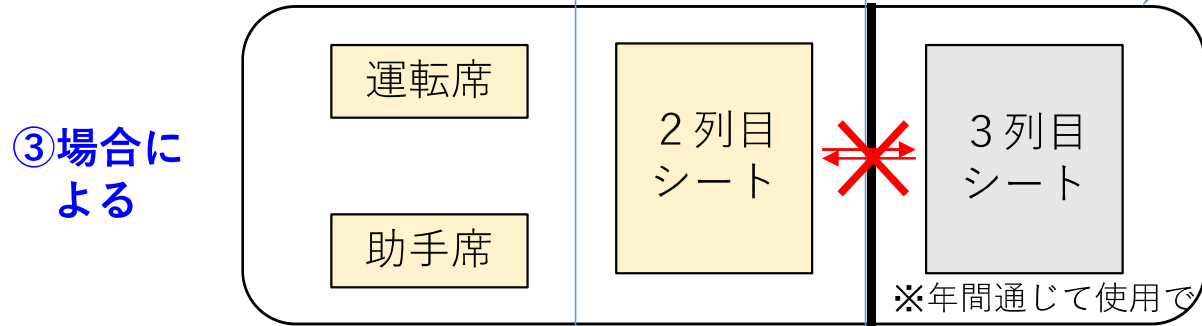 ③場合に
よる
運転席
助手席
２列目
シート
３列目
シート
※年間通じて使用で